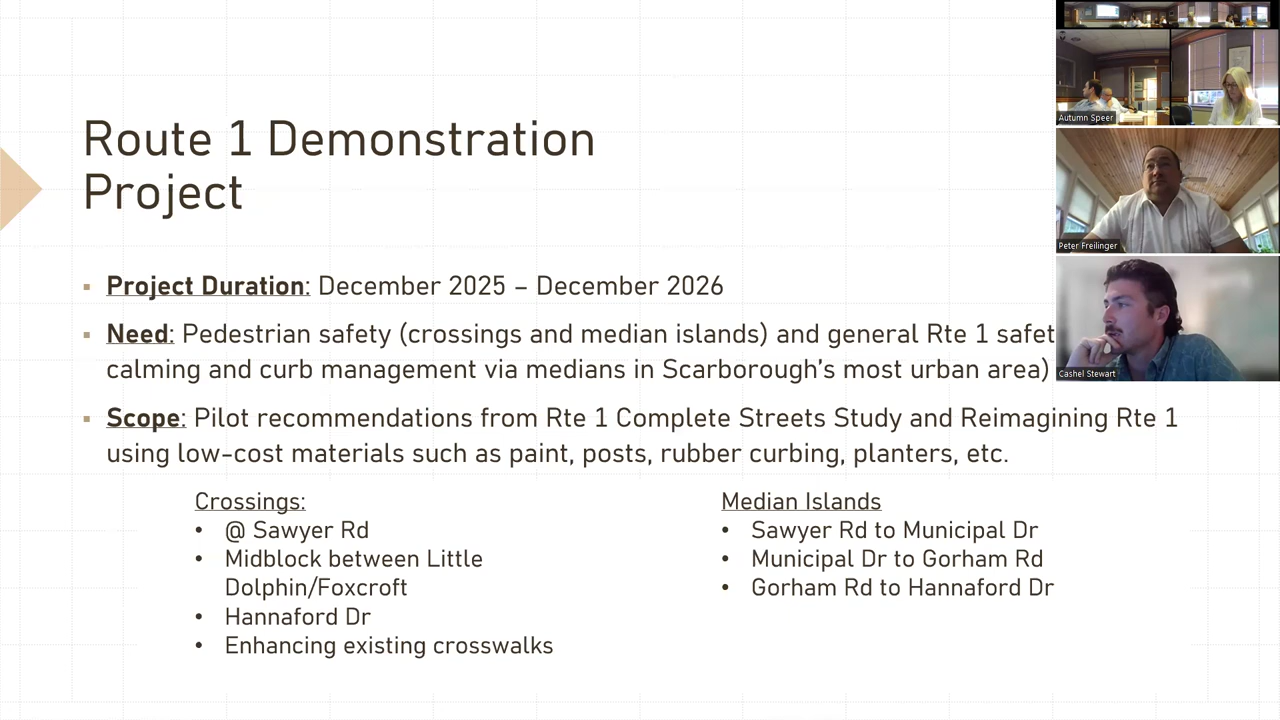 Route 1 Demonstration
Project
▪ Project Duration: December 2025 – December 2026
▪ Need: Pedestrian safety (crossings and median islands) and general Rte 1
calming and curb management via medians in Scarborough’s most urban area)
▪ Scope: Pilot recommendations from Rte 1 Complete Streets Study and Reimagining Rte 1
using low-cost materials such as paint, posts, rubber curbing, planters, etc.
Crossings:
• @ Sawyer Rd
• Midblock between Little
Dolphin/Foxcroft
• Hannaford Dr
• Enhancing existing crosswalks
Median Islands
• Sawyer Rd to Municipal Dr
• Municipal Dr to Gorham Rd
• Gorham Rd to Hannaford Dr
Autumn Speer
Peter Freilinger
Cashel Stewart